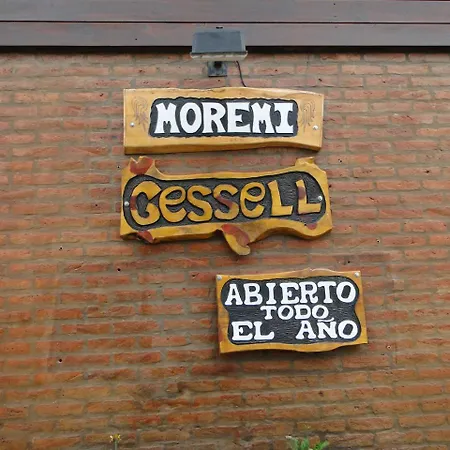 MOREMI
GesseLL
ABIERTO
TODO
EL AÑO